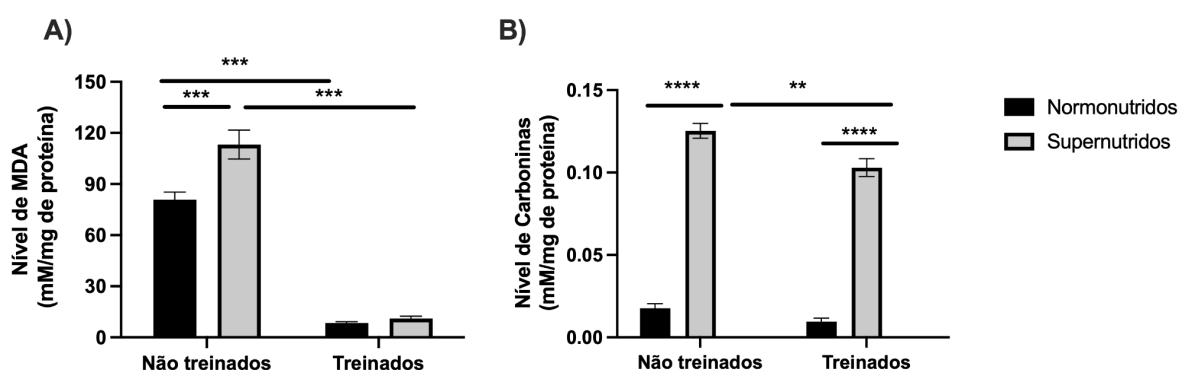 A)
Nível de MDA
(mM/mg de proteína)
150
120
90
60
30
0
***
***
***
Não treinados
Treinados
B)
Nível de Carboninas
(mM/mg de proteína)
0.15
0.10
0.05
0.00
****
**
****
Não treinados
Treinados
Normonutridos
Supernutridos